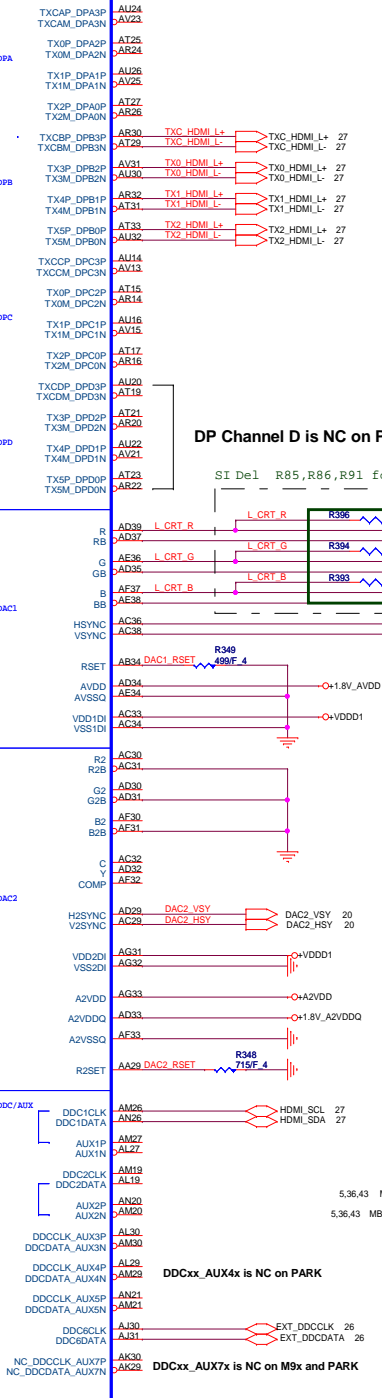 TXCAP_DPA3P AU24
TXCAM_DPA3N AV23
TX0P_DPA2P AT25
TX0M_DPA2N AR24
DPA
TX1P_DPA1P AU26
TX1M_DPA1N AV25
TX2P_DPA0P AT27
TX2M_DPA0N AR26
TXCBP_DPB3P AR30 TXC_HDMI_L+ TXC_HDMI_L+ 27
TXCBM_DPB3N AT29 TXC_HDMI_L- TXC_HDMI_L- 27
TX3P_DPB2P AV31 TX0_HDMI_L+ TX0_HDMI_L+ 27
TX3M_DPB2N AU30 TX0_HDMI_L- TX0_HDMI_L- 27
DPB
TX4P_DPB1P AR32 TX1_HDMI_L+ TX1_HDMI_L+ 27
TX4M_DPB1N AT31 TX1_HDMI_L- TX1_HDMI_L- 27
TX5P_DPB0P AT33 TX2_HDMI_L+ TX2_HDMI_L+ 27
TX5M_DPB0N AU32 TX2_HDMI_L- TX2_HDMI_L- 27
TXCCP_DPC3P AU14
TXCCM_DPC3N AV13
TX0P_DPC2P AT15
TX0M_DPC2N AR14
DPC
TX1P_DPC1P AU16
TX1M_DPC1N AV15
TX2P_DPC0P AT17
TX2M_DPC0N AR16
TXCDP_DPD3P AU20
TXCDM_DPD3N AT19
TX3P_DPD2P AT21
TX3M_DPD2N AR20
DP Channel D is NC on
DPD
TX4P_DPD1P AU22
TX4M_DPD1N AV21
TX5P_DPD0P AT23
TX5M_DPD0N AR22
SI Del R85,R86,R91
DAC1
R AD39 L_CRT_R L_CRT_R R396
RB AD37
G AE36 L_CRT_G L_CRT_G R394
GB AD35
B AF37 L_CRT_B L_CRT_B R393
BB AE38
HSYNC AC36
VSYNC AC38
RSET AB34 DAC1_RSET R349 499/F_4
AVDD AD34 +1.8V_AVDD
AVSSQ AE34
VDD1DI AC33 +VDDD1
VSS1DI AC34
R2 AC30
R2B AC31
G2 AD30
G2B AD31
B2 AF30
B2B AF31
C AC32
Y AD32
COMP AF32
DAC2
H2SYNC AD29 DAC2_VSY DAC2_VSY 20
V2SYNC AC29 DAC2_HSY DAC2_HSY 20
VDD2DI AG31 +VDDD1
VSS2DI AG32
A2VDD AG33 +A2VDD
A2VDDQ AD33 +1.8V_A2VDDQ
A2VSSQ AF33
R2SET AA29 DAC2_RSET R348 715/F_4
DDC/AUX
DDC1CLK AM26 HDMI_SCL 27
DDC1DATA AN26 HDMI_SDA 27
AUX1P AM27
AUX1N AL27
DDC2CLK AM19
DDC2DATA AL19
5,36,43
AUX2P AN20
AUX2N AM20
5,36,43 MB
DDCCLK_AUX3P AL30
DDCDATA_AUX3N AM30
DDCCLK_AUX4P AL29
DDCDATA_AUX4N AM29
DDCxx_AUX4x is NC on PARK
DDCCLK_AUX5P AN21
DDCDATA_AUX5N AM21
DDC6CLK AJ30 EXT_DDCCLK 26
DDC6DATA AJ31 EXT_DDCDATA 26
NC_DDCCLK_AUX7P AK30
NC_DDCDATA_AUX7N AK29
DDCxx_AUX7x is NC on M9x and PARK